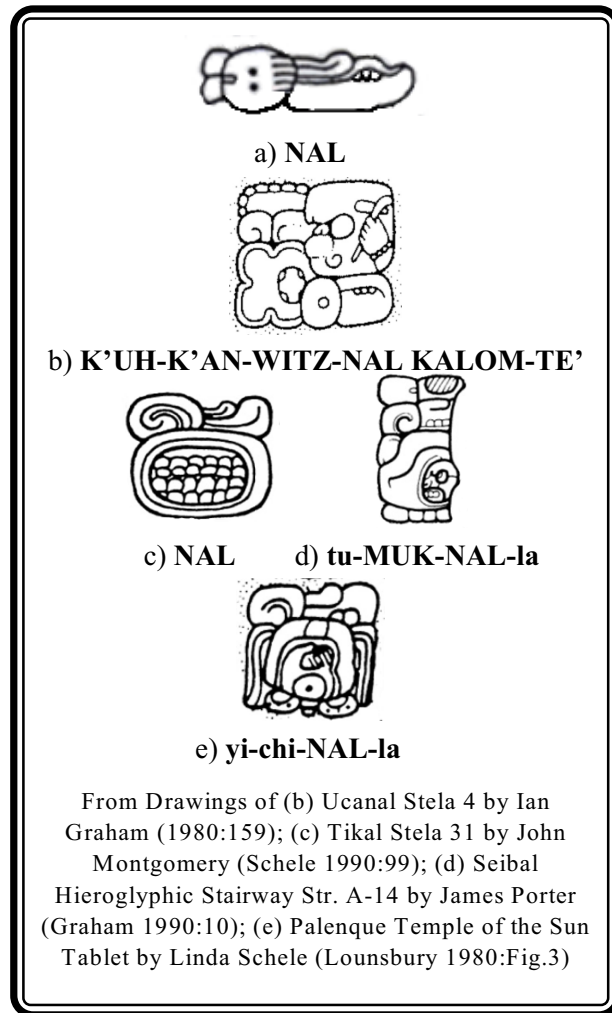 a) NAL
b) K’UH-K’AN-WITZ-NAL KALOM-TE’
c) NAL d) tu-MUK-NAL-la
e) yi-chi-NAL-la
From Drawings of (b) Ucanal Stela 4 by Ian
Graham (1980:159); (c) Tikal Stela 31 by John
Montgomery (Schele 1990:99); (d) Seibal
Hieroglyphic Stairway Str. A-14 by James Porter
(Graham 1990:10); (e) Palenque Temple of the Sun
Tablet by Linda Schele (Lounsbury 1980:Fig.3)